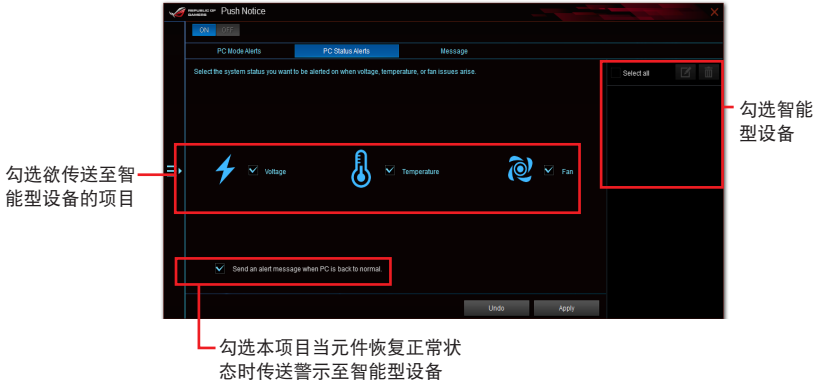 REPUBLIC OF
GAMERS
Push Notice
ON OFF
PC Mode Alerts PC Status Alerts Message
Select the system status you want to be alerted on when voltage, temperature, or fan issues arise.
Select all
勾选智能
型设备
Voltage Temperature Fan
勾选欲传送至智
能型设备的项目
Send an alert message when PC is back to normal.
Undo Apply
勾选本项目当元件恢复正常状
态时传送警示至智能型设备